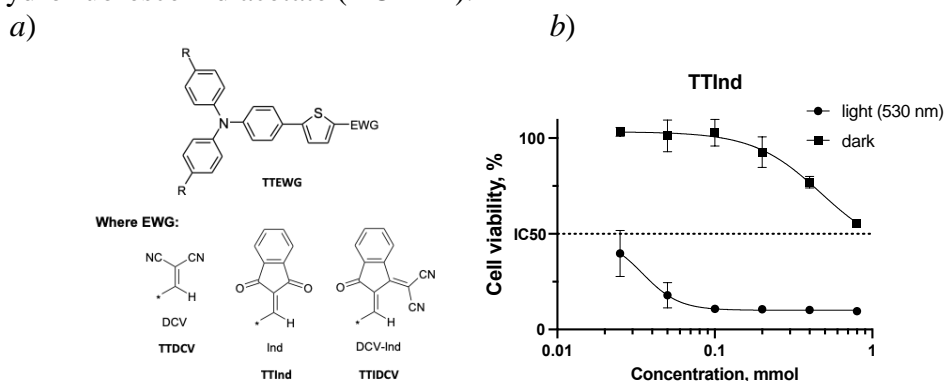 a)
b)
R
R
N
S
EWG
TTEWG
Where EWG:
NC
CN
H
*
DCV
TTDCV
O
O
H
*
Ind
TTInd
O
CN
CN
H
*
DCV-Ind
TTIDCV
TTInd
light (530 nm)
dark
Cell viability, %
100
IC50
0
0.01
0.1
1
Concentration, mmol